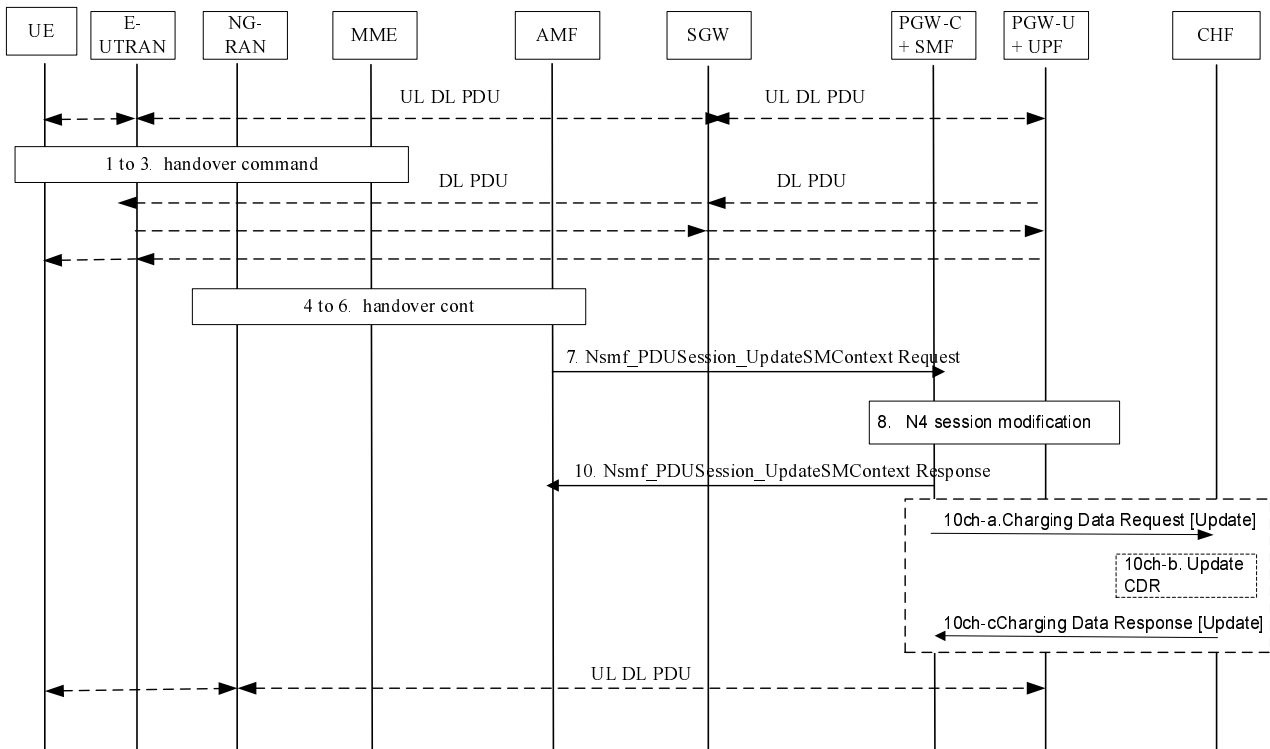 UE
E-
UTRAN
NG-
RAN
MME
AMF
SGW
PGW-C
+ SMF
PGW-U
+ UPF
CHF
UL DL PDU
UL DL PDU
1 to 3. handover command
DL PDU
DL PDU
4 to 6. handover cont
7. Nsmf_PDUSession_UpdateSMContext Request
8. N4 session modification
10. Nsmf_PDUSession_UpdateSMContext Response
10ch-a.Charging Data Request [Update]
10ch-b. Update
CDR
10ch-cCharging Data Response [Update]
UL DL PDU